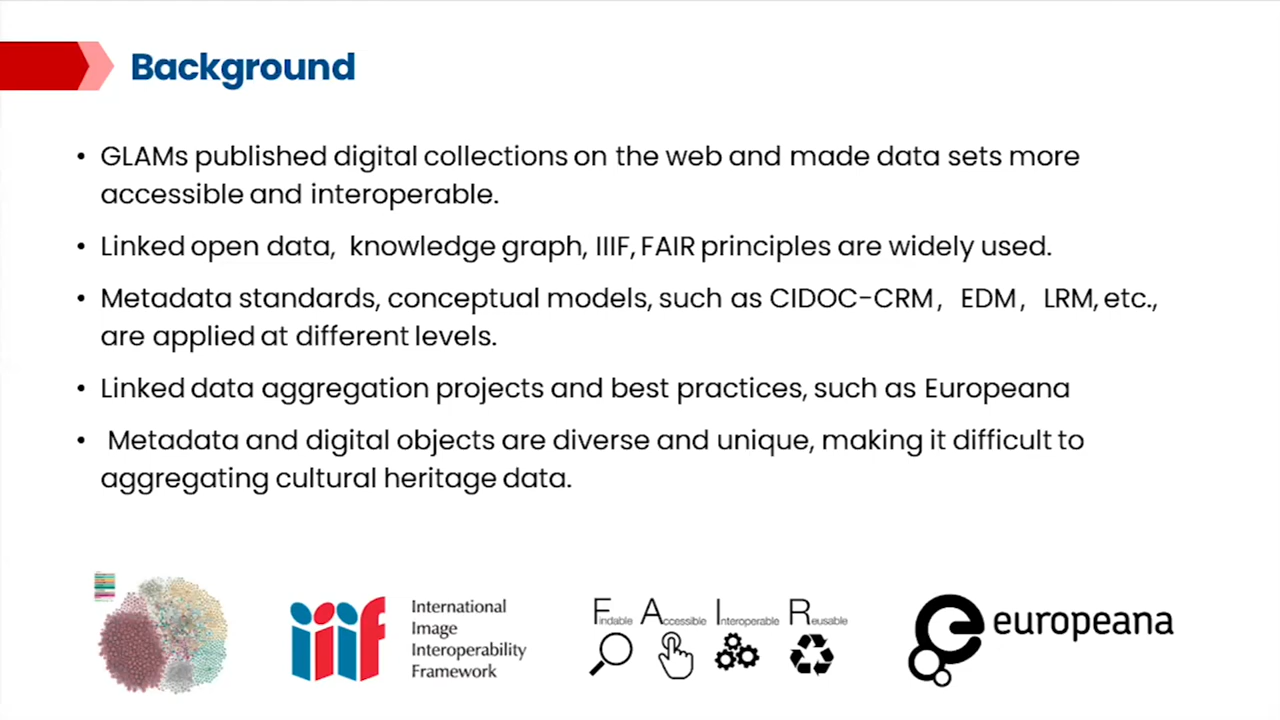 Background
• GLAMs published digital collections on the web and made data sets more
accessible and interoperable.
• Linked open data, knowledge graph, IIIF, FAIR principles are widely used.
• Metadata standards, conceptual models, such as CIDOC-CRM， EDM， LRM, etc.,
are applied at different levels.
• Linked data aggregation projects and best practices, such as Europeana
• Metadata and digital objects are diverse and unique, making it difficult to
aggregating cultural heritage data.
iiif
International
Image
Interoperability
Framework
Findable Accessible Interoperable Reusable
europeana